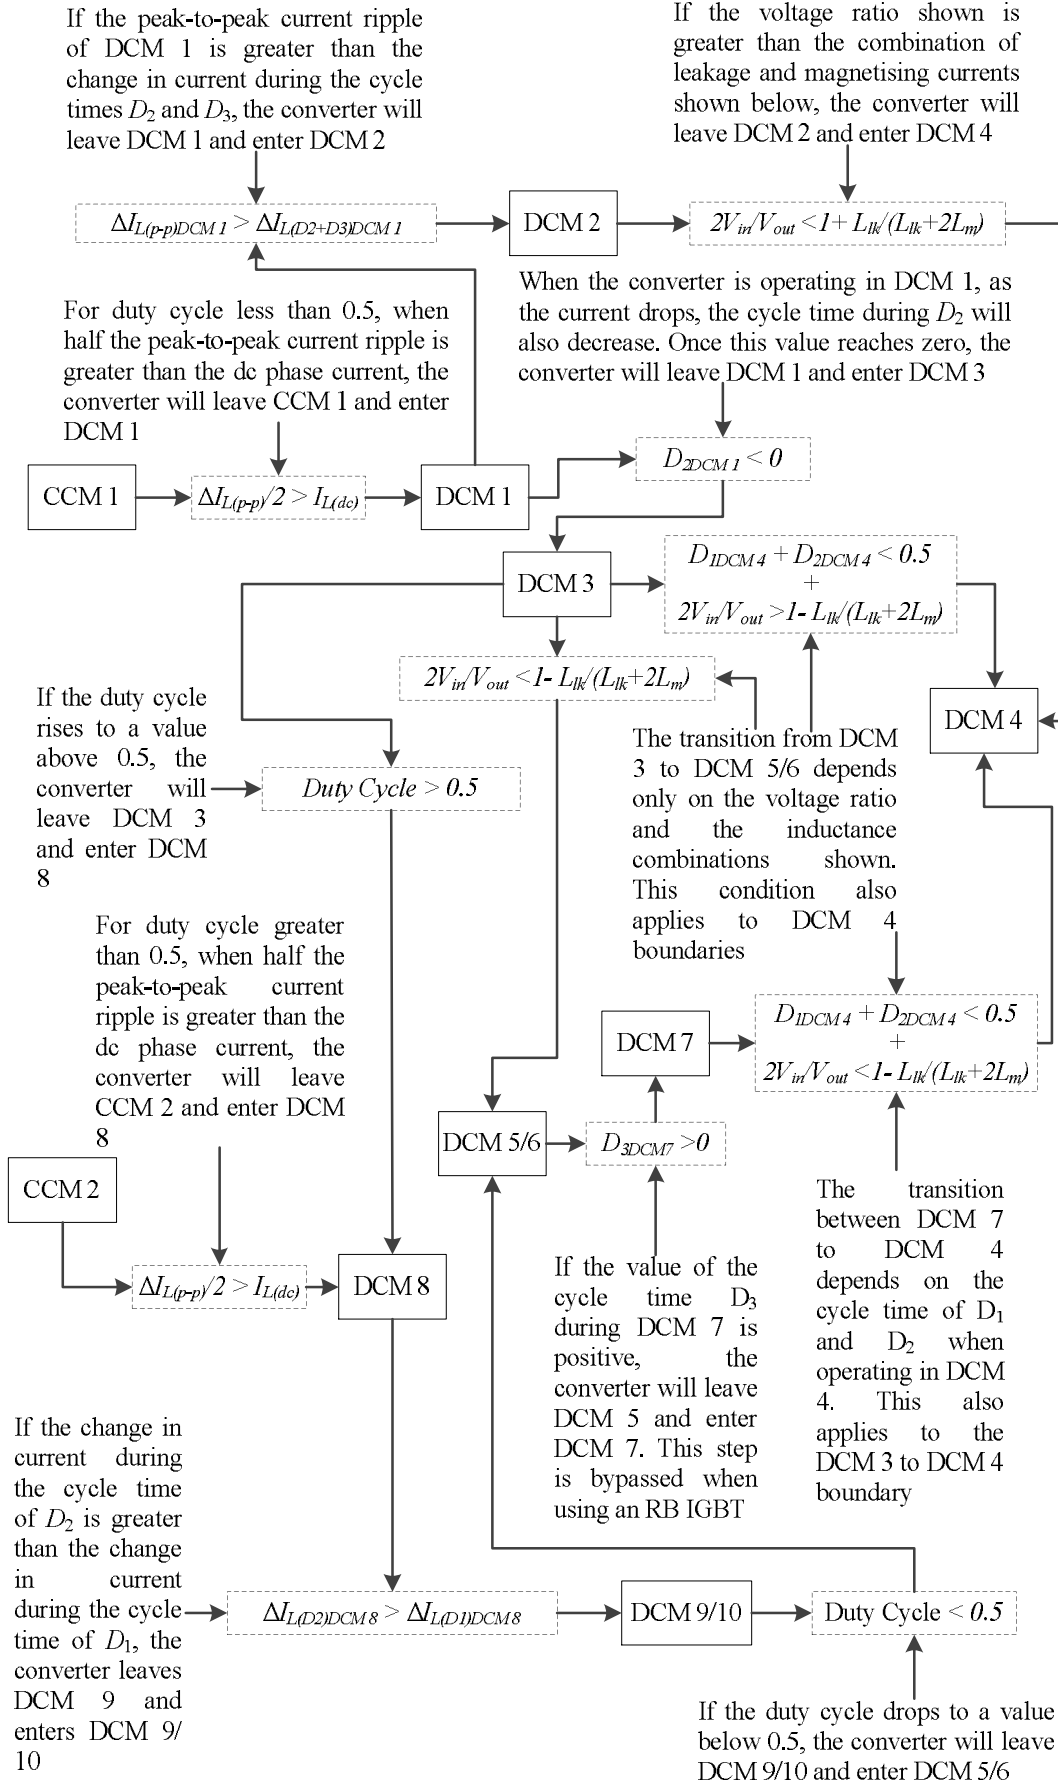 If the peak-to-peak current ripple
of DCM 1 is greater than the
change in current during the cycle
times D2 and D3, the converter will
leave DCM 1 and enter DCM 2
If the voltage ratio shown is
greater than the combination of
leakage and magnetising currents
shown below, the converter will
leave DCM 2 and enter DCM 4
ΔIL(p-p)DCM 1 > ΔIL(D2+D3)DCM 1
DCM 2
2Vin/Vout <1+ Llk/(Llk+2Lm)
When the converter is operating in DCM 1, as
the current drops, the cycle time during D2 will
also decrease. Once this value reaches zero, the
converter will leave DCM 1 and enter DCM 3
For duty cycle less than 0.5, when
half the peak-to-peak current ripple is
greater than the dc phase current, the
converter will leave CCM 1 and enter
DCM 1
D2DCM 1 < 0
CCM 1
ΔIL(p-p)/2 > IL(dc)
DCM 1
DCM 3
D1DCM 4 + D2DCM 4 < 0.5
+
2Vin/Vout >1- Llk/(Llk+2Lm)
2Vin/Vout <1- Llk/(Llk+2Lm)
DCM 4
If the duty cycle
rises to a value
above 0.5, the
converter will
leave DCM 3
and enter DCM
8
Duty Cycle > 0.5
The transition from DCM
3 to DCM 5/6 depends
only on the voltage ratio
and the inductance
combinations shown.
This condition also
applies to DCM 4
boundaries
For duty cycle greater
than 0.5, when half the
peak-to-peak current
ripple is greater than the
dc phase current, the
converter will leave
CCM 2 and enter DCM
8
DCM 7
D1DCM 4 + D2DCM 4 < 0.5
+
2Vin/Vout <1- Llk/(Llk+2Lm)
DCM 5/6
D3DCM7 >0
CCM 2
ΔIL(p-p)/2 > IL(dc)
DCM 8
If the value of the
cycle time D3
during DCM 7 is
positive, the
converter will leave
DCM 5 and enter
DCM 7. This step
is bypassed when
using an RB IGBT
The transition
between DCM 7
to DCM 4
depends on the
cycle time of D1
and D2 when
operating in DCM
4. This also
applies to the
DCM 3 to DCM 4
boundary
If the change in
current during
the cycle time
of D2 is greater
than the change
in current
during the cycle
time of D1, the
converter leaves
DCM 9 and
enters DCM 9/
10
ΔIL(D2)DCM 8 > ΔIL(D1)DCM 8
DCM 9/10
Duty Cycle < 0.5
If the duty cycle drops to a value
below 0.5, the converter will leave
DCM 9/10 and enter DCM 5/6